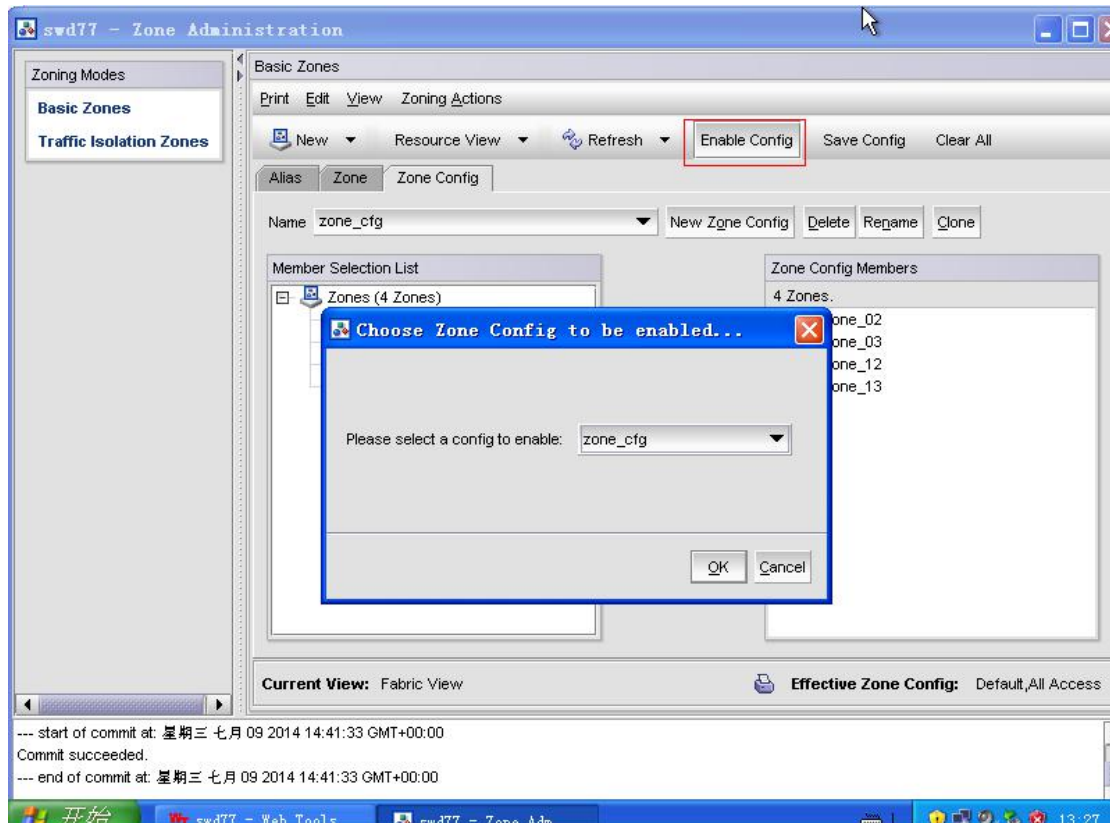 swd77 - Zone Administration
Zoning Modes
Basic Zones
Traffic Isolation Zones
Basic Zones
Print Edit View Zoning Actions
New Resource View Refresh Enable Config Save Config Clear All
Alias Zone Zone Config
Name zone_cfg New Zone Config Delete Rename Clone
Member Selection List
Zones (4 Zones)
Zone Config Members
4 Zones.
one_02
one_03
one_12
one_13
Choose Zone Config to be enabled...
Please select a config to enable: zone_cfg
OK Cancel
Current View: Fabric View
Effective Zone Config: Default,All Access
--- start of commit at: 星期三 七月 09 2014 14:41:33 GMT+00:00
Commit succeeded.
--- end of commit at: 星期三 七月 09 2014 14:41:33 GMT+00:00
开始 swd77 - Web Tools swd77 - Zone Adm... 13:27